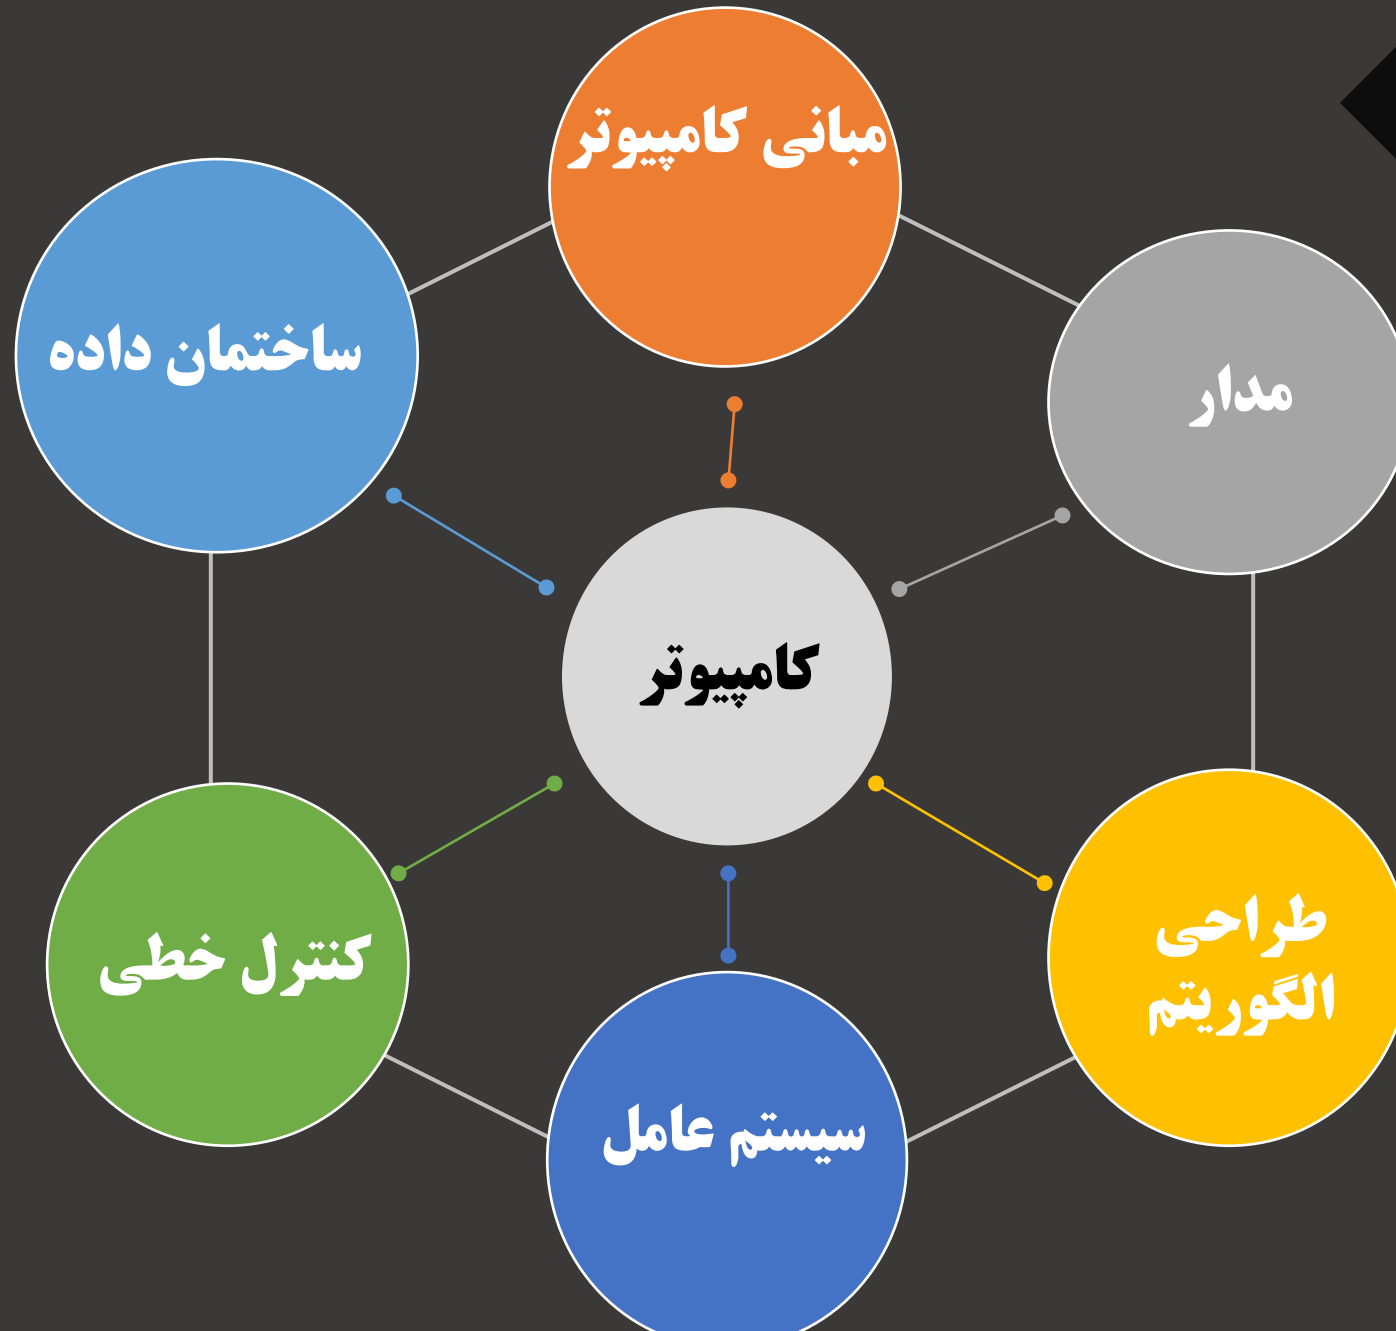 مبانی کامپیوتر
ساختمان داده
مدار
کامپیوتر
کنترل خطی
طراحی
الگوریتم
سیستم عامل